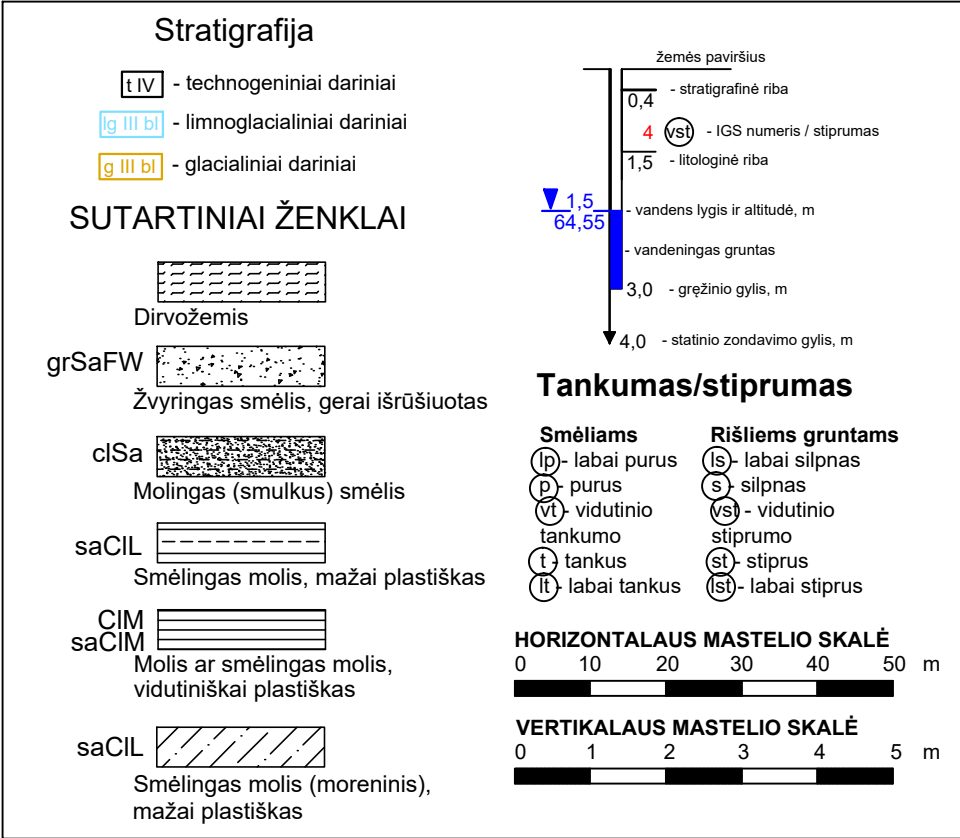 Stratigrafija
t IV - technogeniniai dariniai
lg III bl - limnoglacialiniai dariniai
g III bl - glacialiniai dariniai
SUTARTINIAI ŽENKLAI
Dirvožemis
grSaFW
Žvyringas smėlis, gerai išrūšiuotas
clSa
Molingas (smulkus) smėlis
saClL
Smėlingas molis, mažai plastiškas
ClM
saClM
Molis ar smėlingas molis,
vidutiniškai plastiškas
saClL
Smėlingas molis (moreninis),
mažai plastiškas
žemės paviršius
0,4 - stratigrafinė riba
4 vst - IGS numeris / stiprumas
1,5 - litologinė riba
1,5
64,55 - vandens lygis ir altitudė, m
- vandeningas gruntas
3,0 - gręžinio gylis, m
4,0 - statinio zondavimo gylis, m
Tankumas/stiprumas
Smėliams
lp - labai purus
p - purus
vt - vidutinio
tankumo
t - tankus
lt - labai tankus
Rišliems gruntams
ls - labai silpnas
s - silpnas
vst - vidutinio
stiprumo
st - stiprus
lst - labai stiprus
HORIZONTALAUS MASTELIO SKALĖ
0 10 20 30 40 50 m
VERTIKALAUS MASTELIO SKALĖ
0 1 2 3 4 5 m